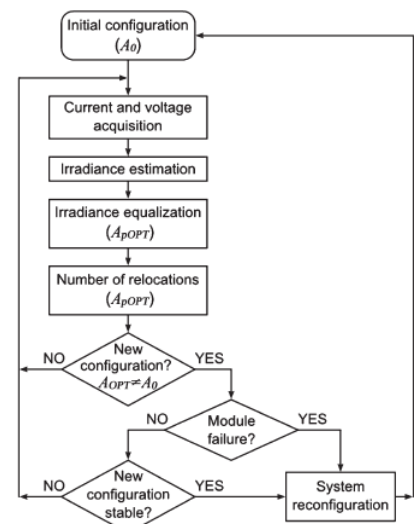 Initial configuration
(A0)
Current and voltage
acquisition
Irradiance estimation
Irradiance equalization
(ApOPT)
Number of relocations
(ApOPT)
NO
New
configuration?
AOPT≠A0
YES
NO
Module
failure?
YES
NO
New
configuration
stable?
YES
System
reconfiguration